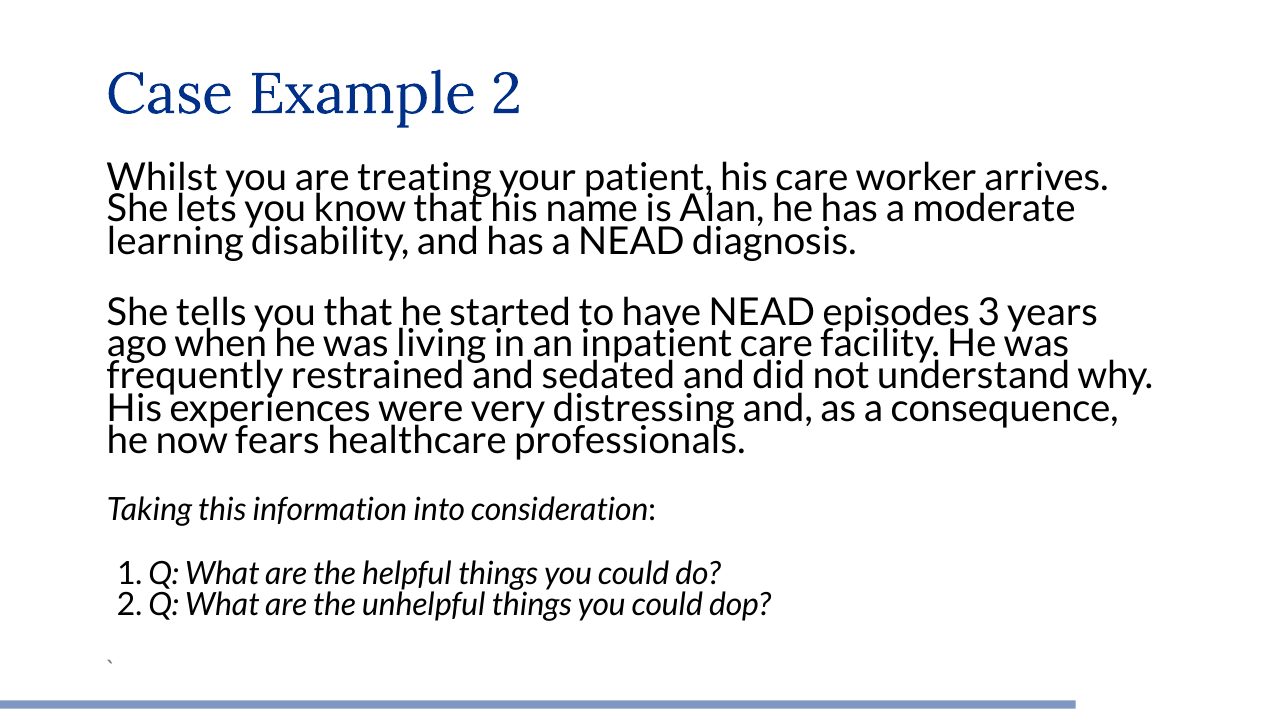 Case Example 2
Whilst you are treating your patient, his care worker arrives.
She lets you know that his name is Alan, he has a moderate
learning disability, and has a NEAD diagnosis.
She tells you that he started to have NEAD episodes 3 years
ago when he was living in an inpatient care facility. He was
frequently restrained and sedated and did not understand why.
His experiences were very distressing and, as a consequence,
he now fears healthcare professionals.
Taking this information into consideration:
1. Q: What are the helpful things you could do?
2. Q: What are the unhelpful things you could dop?
`